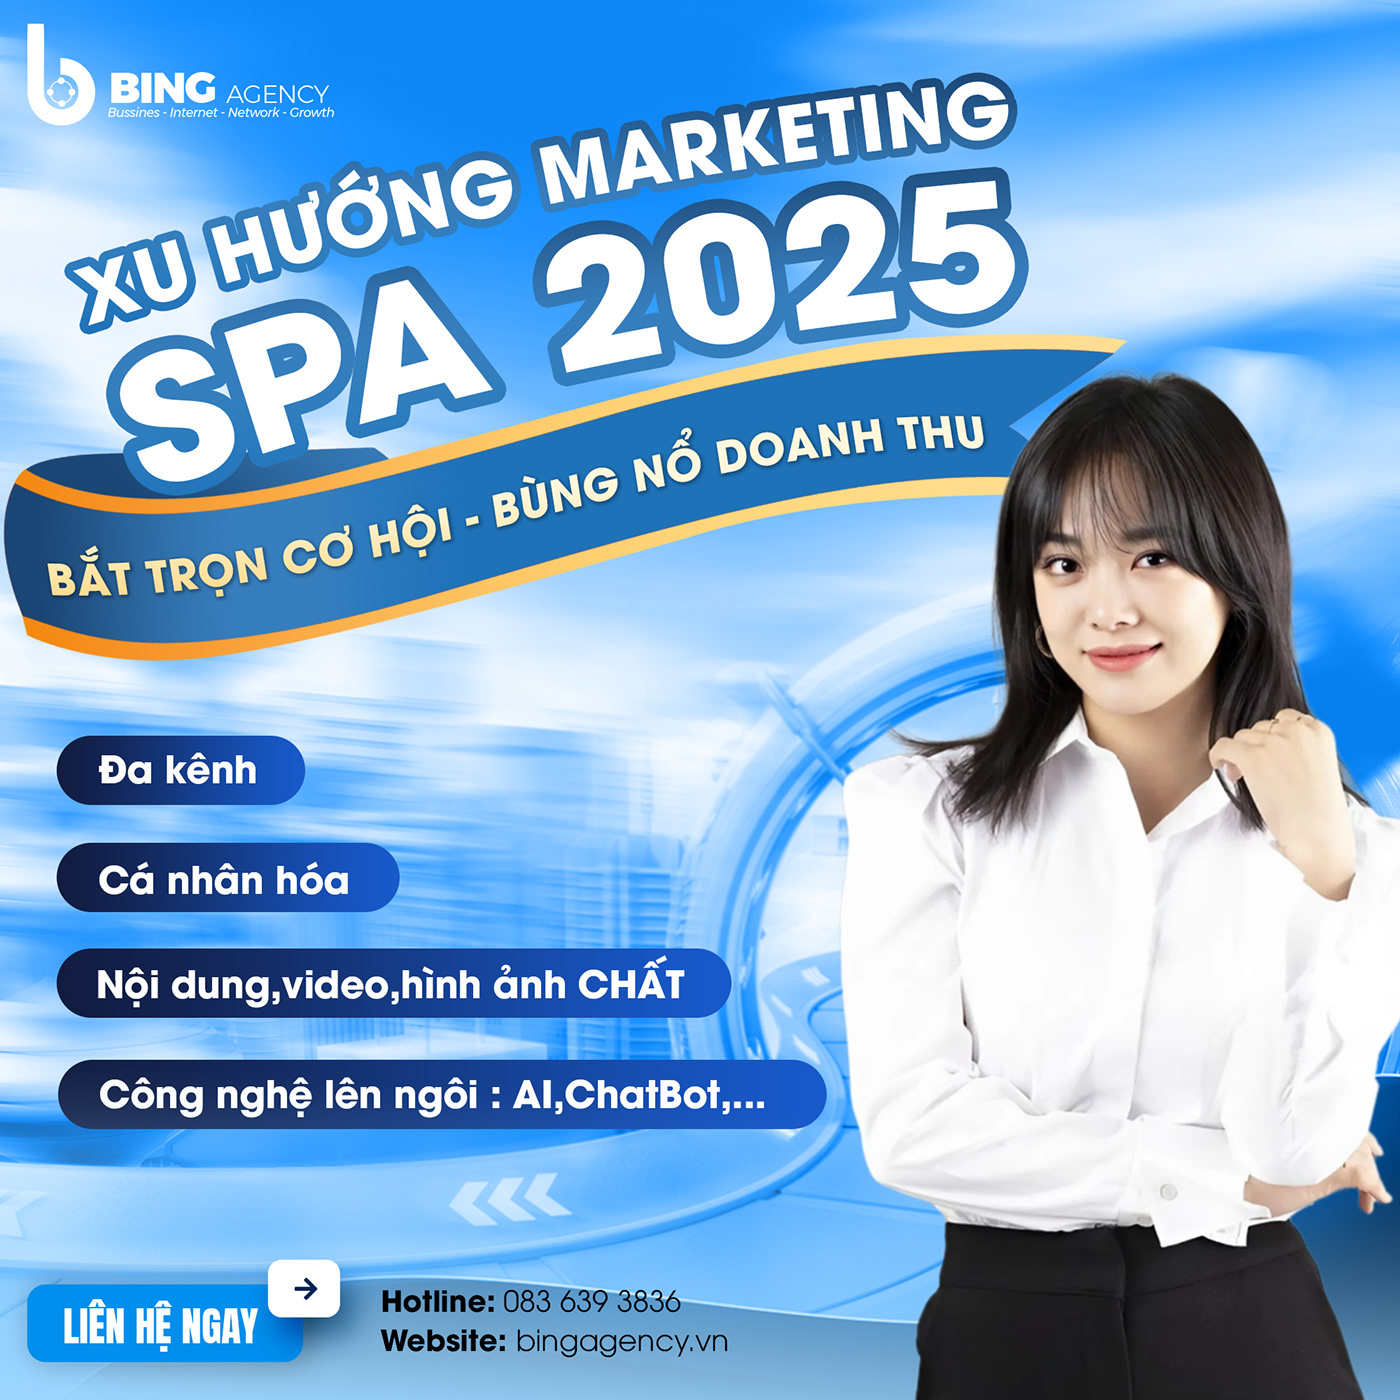 BING AGENCY
Bussines - Internet - Network - Growth
XU HƯỚNG MARKETING
SPA 2025
BẮT TRỌN CƠ HỘI - BÙNG NỔ DOANH THU
Đa kênh
Cá nhân hóa
Nội dung,video,hình ảnh CHẤT
Công nghệ lên ngôi : AI,ChatBot,...
LIÊN HỆ NGAY
Hotline: 083 639 3836
Website: bingagency.vn